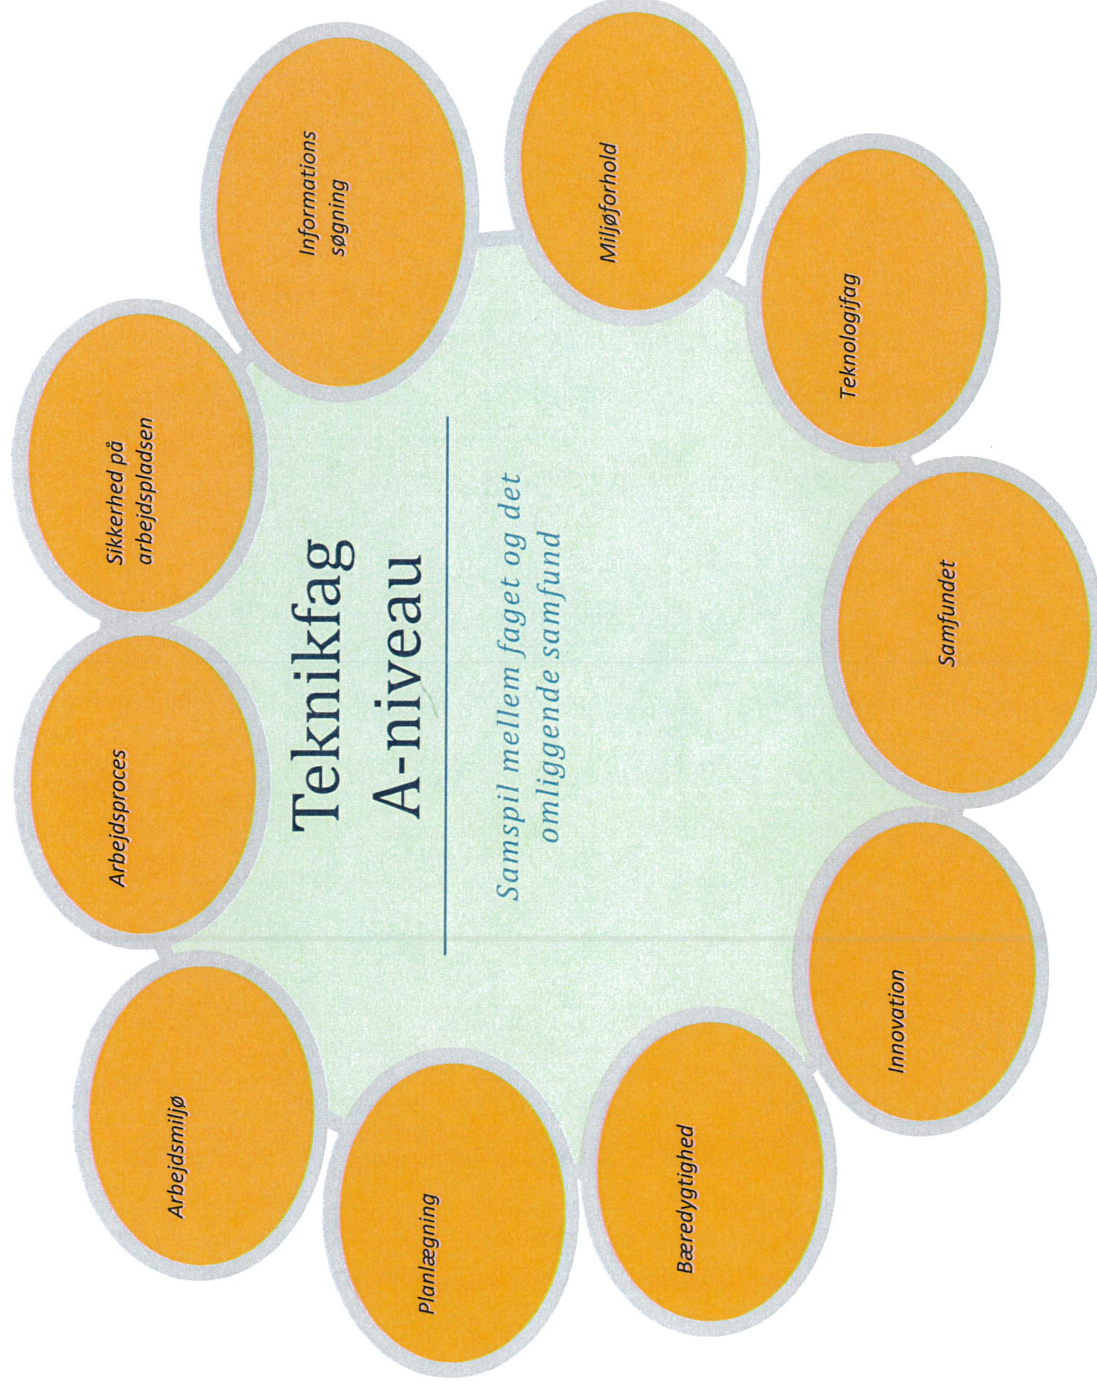 Teknikfag
A-niveau
Samspil mellem faget og det
omliggende samfund
Arbejdsproces
Sikkerhed på
arbejdspladsen
Informations
søgning
Miljøforhold
Teknologifag
Samfundet
Innovation
Bæredygtighed
Planlægning
Arbejdsmiljø